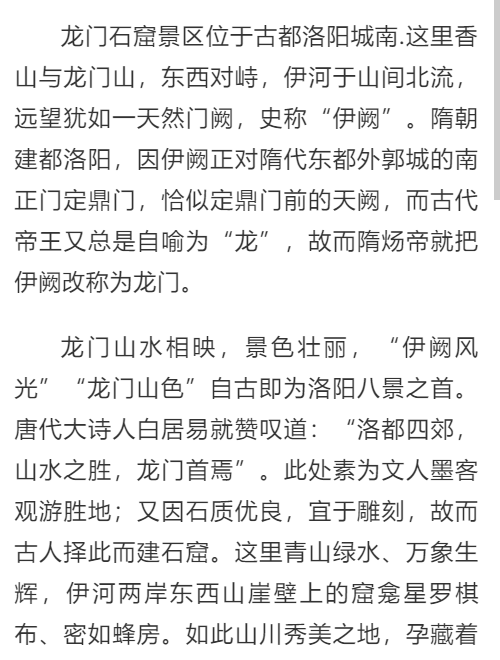 龙门石窟景区位于古都洛阳城南.这里香
山与龙门山，东西对峙，伊河于山间北流，
远望犹如一天然门阙，史称“伊阙”。隋朝
建都洛阳，因伊阙正对隋代东都外郭城的南
正门定鼎门，恰似定鼎门前的天阙，而古代
帝王又总是自喻为“龙”，故而隋炀帝就把
伊阙改称为龙门。
龙门山水相映，景色壮丽，“伊阙风
光”“龙门山色”自古即为洛阳八景之首。
唐代大诗人白居易就赞叹道：“洛都四郊，
山水之胜，龙门首焉”。此处素为文人墨客
观游胜地；又因石质优良，宜于雕刻，故而
古人择此而建石窟。这里青山绿水、万象生
辉，伊河两岸东西山崖壁上的窟龛星罗棋
布、密如蜂房。如此山川秀美之地，孕藏着